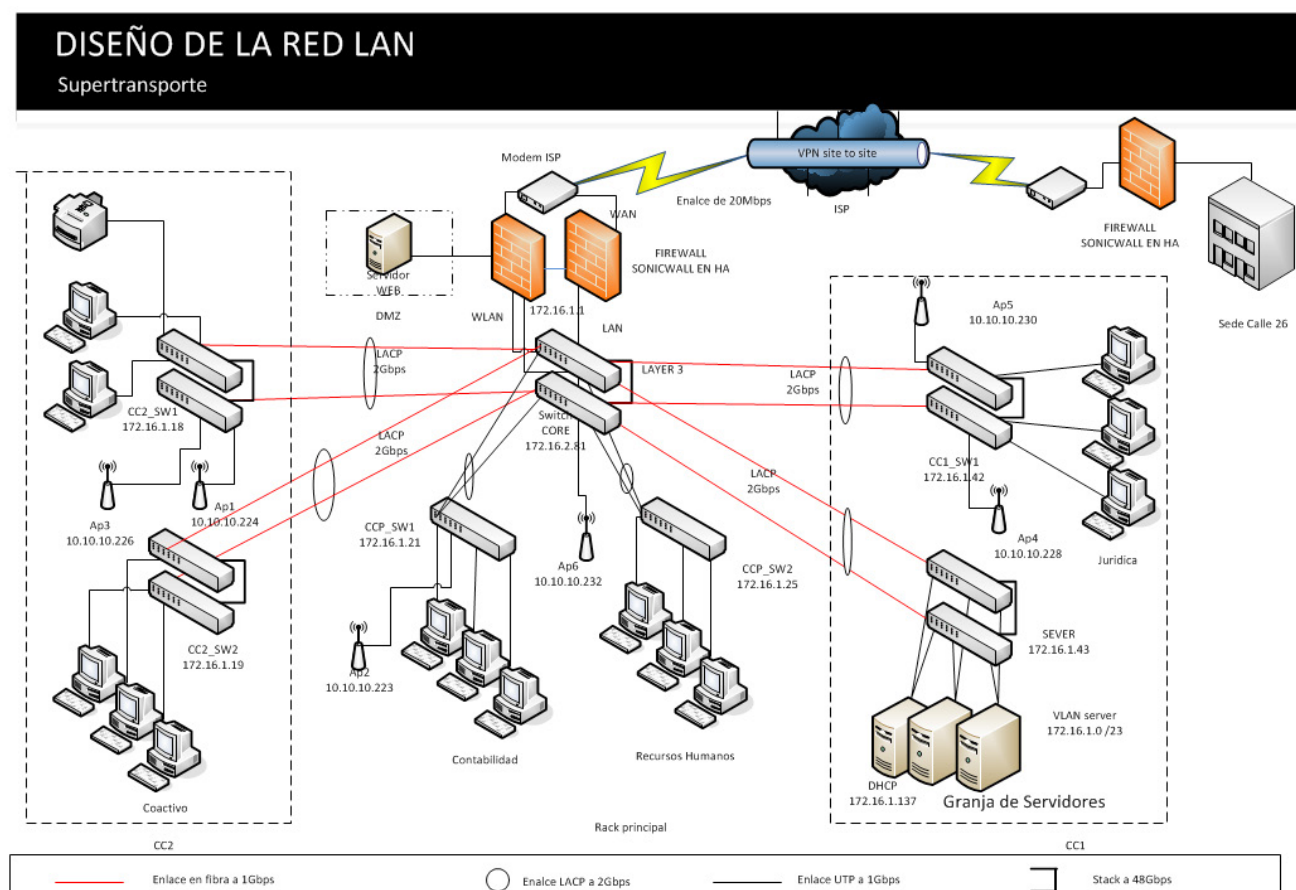 DISEÑO DE LA RED LAN
Supertransporte
Modem ISP
VPN site to site
Enalce de 20Mbps
ISP
WAN
FIREWALL
SONICWALL EN HA
FIREWALL
SONICWALL EN HA
Sede Calle 26
Servidor
WEB
DMZ
WLAN
172.16.1.1
LAN
LACP
2Gbps
LAYER 3
LACP
2Gbps
Ap5
10.10.10.230
CC2_SW1
172.16.1.18
Switch
CORE
172.16.2.81
LACP
2Gbps
LACP
2Gbps
CC1_SW1
172.16.1.42
Ap3
10.10.10.226
Ap1
10.10.10.224
CCP_SW1
172.16.1.21
Ap6
10.10.10.232
CCP_SW2
172.16.1.25
Ap4
10.10.10.228
Juridica
CC2_SW2
172.16.1.19
Ap2
10.10.10.223
SEVER
172.16.1.43
VLAN server
172.16.1.0 /23
Contabilidad
Recursos Humanos
DHCP
172.16.1.137
Granja de Servidores
Coactivo
Rack principal
CC2
CC1
Enlace en fibra a 1Gbps
Enalce LACP a 2Gbps
Enlace UTP a 1Gbps
Stack a 48Gbps